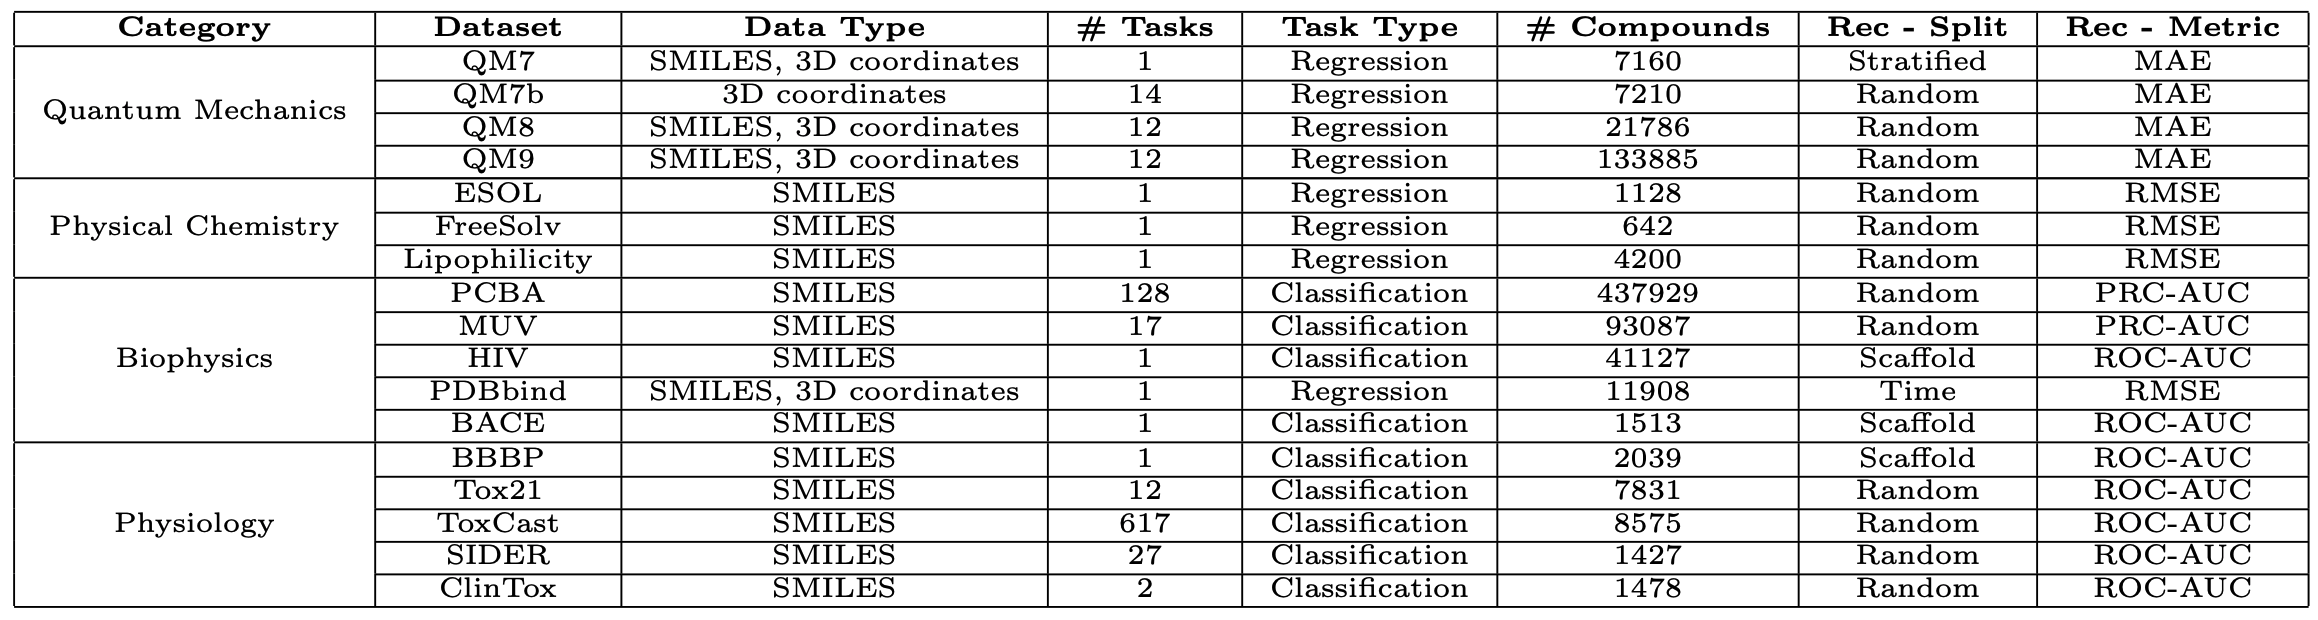 Category Dataset Data Type # Tasks Task Type # Compounds Rec - Split Rec - Metric
Quantum Mechanics QM7 SMILES, 3D coordinates 1 Regression 7160 Stratified MAE
QM7b 3D coordinates 14 Regression 7210 Random MAE
QM8 SMILES, 3D coordinates 12 Regression 21786 Random MAE
QM9 SMILES, 3D coordinates 12 Regression 133885 Random MAE
Physical Chemistry ESOL SMILES 1 Regression 1128 Random RMSE
FreeSolv SMILES 1 Regression 642 Random RMSE
Lipophilicity SMILES 1 Regression 4200 Random RMSE
Biophysics PCBA SMILES 128 Classification 437929 Random PRC-AUC
MUV SMILES 17 Classification 93087 Random PRC-AUC
HIV SMILES 1 Classification 41127 Scaffold ROC-AUC
PDBbind SMILES, 3D coordinates 1 Regression 11908 Time RMSE
BACE SMILES 1 Classification 1513 Scaffold ROC-AUC
Physiology BBBP SMILES 1 Classification 2039 Scaffold ROC-AUC
Tox21 SMILES 12 Classification 7831 Random ROC-AUC
ToxCast SMILES 617 Classification 8575 Random ROC-AUC
SIDER SMILES 27 Classification 1427 Random ROC-AUC
ClinTox SMILES 2 Classification 1478 Random ROC-AUC